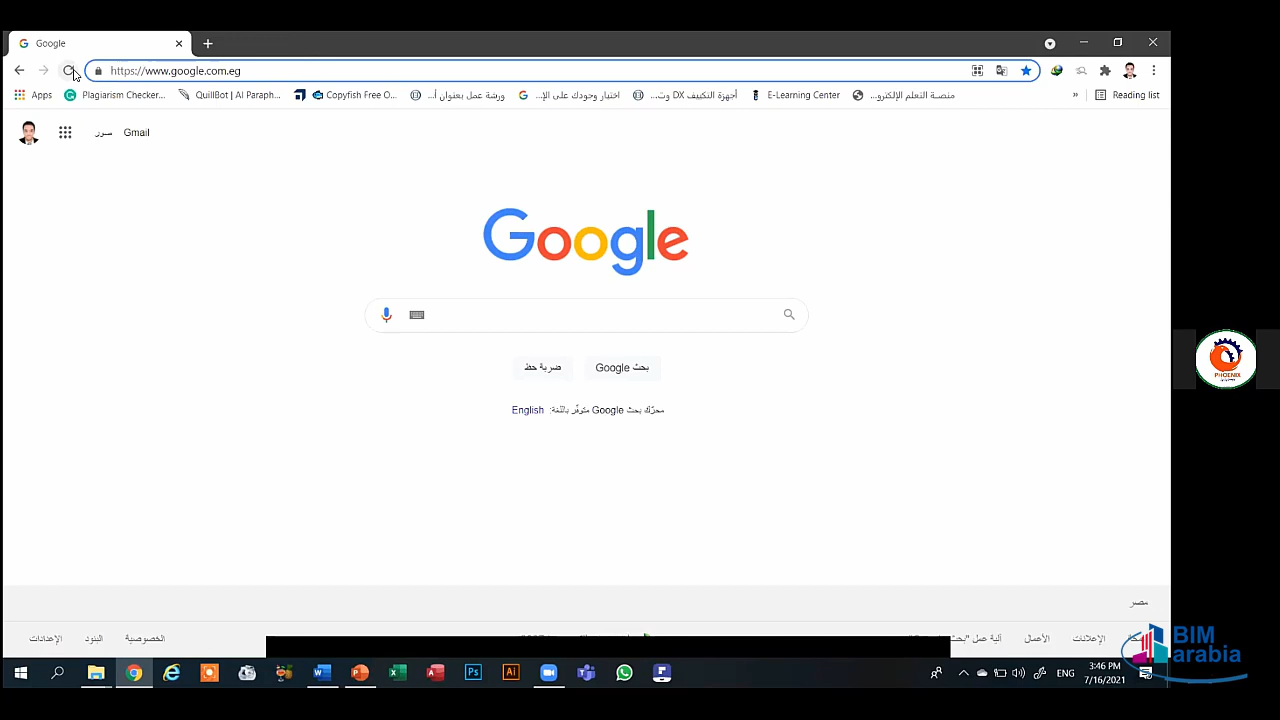 Google
https://www.google.com.eg
Apps
Plagiarism Checker...
QuillBot | AI Paraph...
Copyfish Free O...
ورشة عمل بعنوان أ...
اختبار وجودك على الإ...
أجهزة التكييف DX وت...
E-Learning Center
منصة التعلم الإلكترو...
»
Reading list
صور
Gmail
Google
بحث Google
ضربة حظ
محرّك بحث Google متوفّر باللغة: English
PHOENIX
مصر
الإعلانات
الأعمال
الخصوصية
البنود
الإعدادات
BIM
arabia
ENG
3:46 PM
7/16/2021